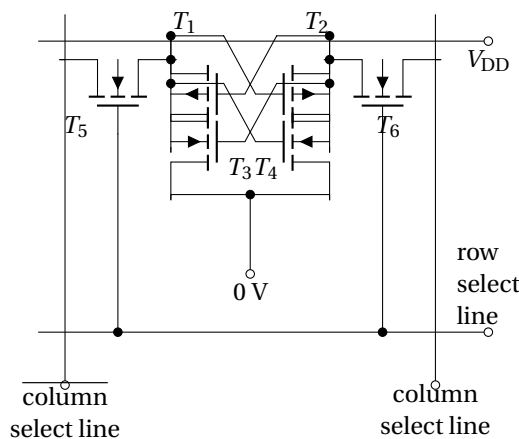 T1
T2
VDD
T5
T6
T3 T4
row
select
line
0 V
column
select line
column
select line